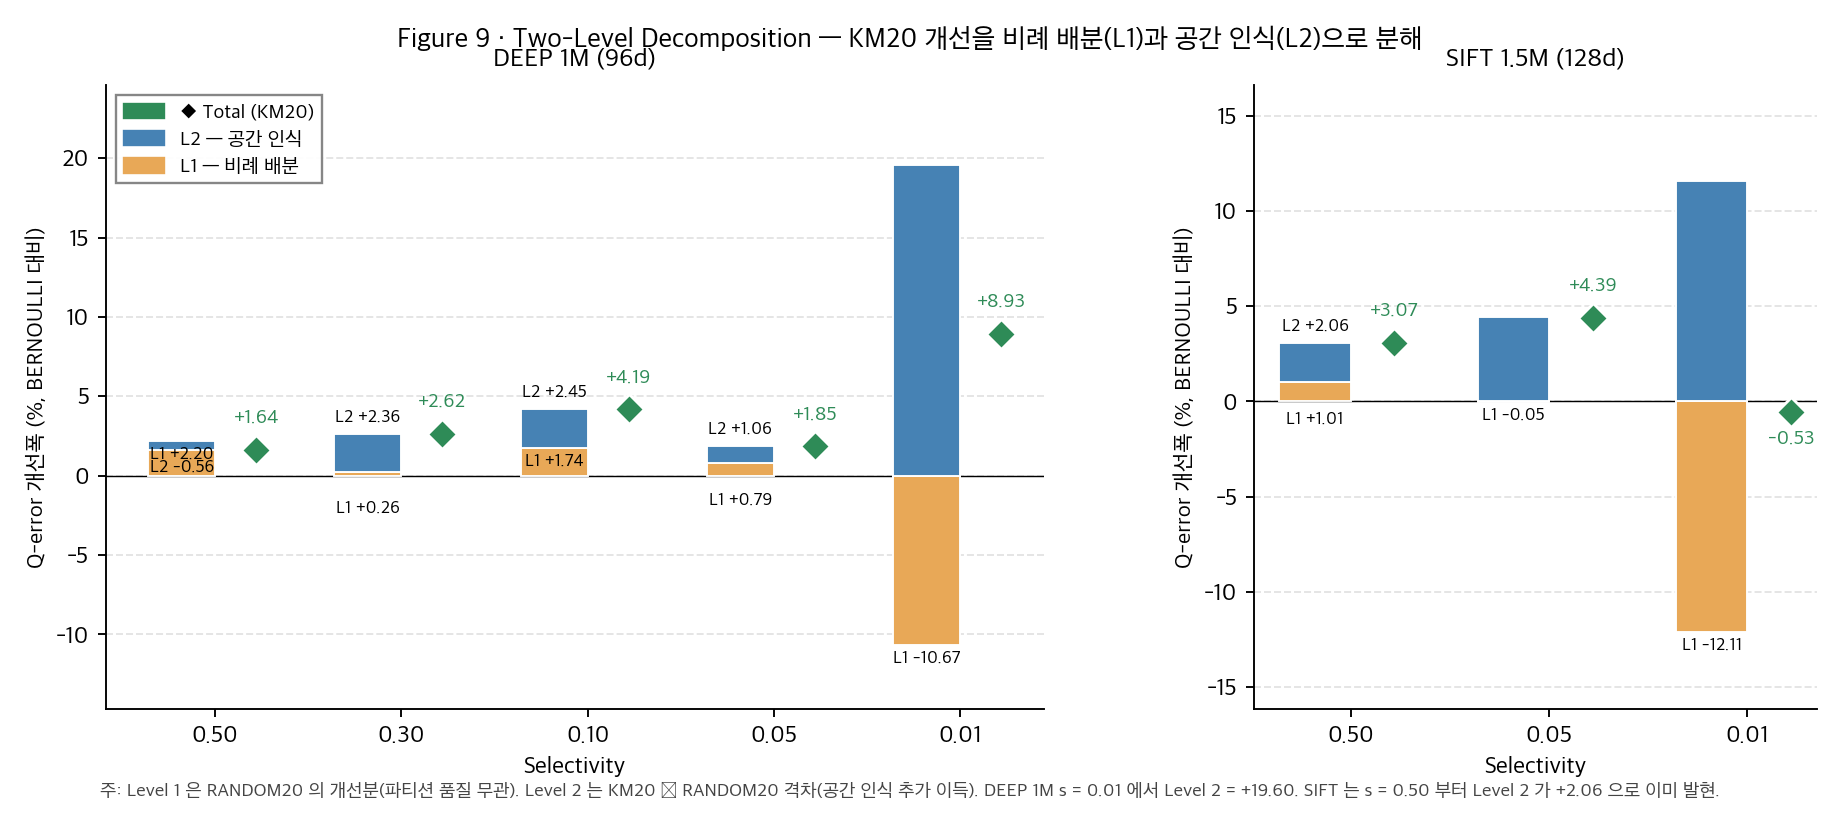 Figure 9 · Two-Level Decomposition — KM20 개선을 비례 배분(L1)과 공간 인식(L2)으로 분해
DEEP 1M (96d)
◆ Total (KM20)
L2 — 공간 인식
L1 — 비례 배분
Q-error 개선폭 (%, BERNOULLI 대비)
20
15
10
5
0
-5
-10
L1 +2.20
L2 -0.56
+1.64
L2 +2.36
L1 +0.26
+2.62
L2 +2.45
L1 +1.74
+4.19
L2 +1.06
L1 +0.79
+1.85
L1 -10.67
+8.93
0.50
0.30
0.10
0.05
0.01
Selectivity
SIFT 1.5M (128d)
Q-error 개선폭 (%, BERNOULLI 대비)
15
10
5
0
-5
-10
-15
L2 +2.06
L1 +1.01
+3.07
L1 -0.05
+4.39
L1 -12.11
-0.53
0.50
0.05
0.01
Selectivity
주: Level 1 은 RANDOM20 의 개선분(파티션 품질 무관). Level 2 는 KM20 ☒ RANDOM20 격차(공간 인식 추가 이득). DEEP 1M s = 0.01 에서 Level 2 = +19.60. SIFT 는 s = 0.50 부터 Level 2 가 +2.06 으로 이미 발현.